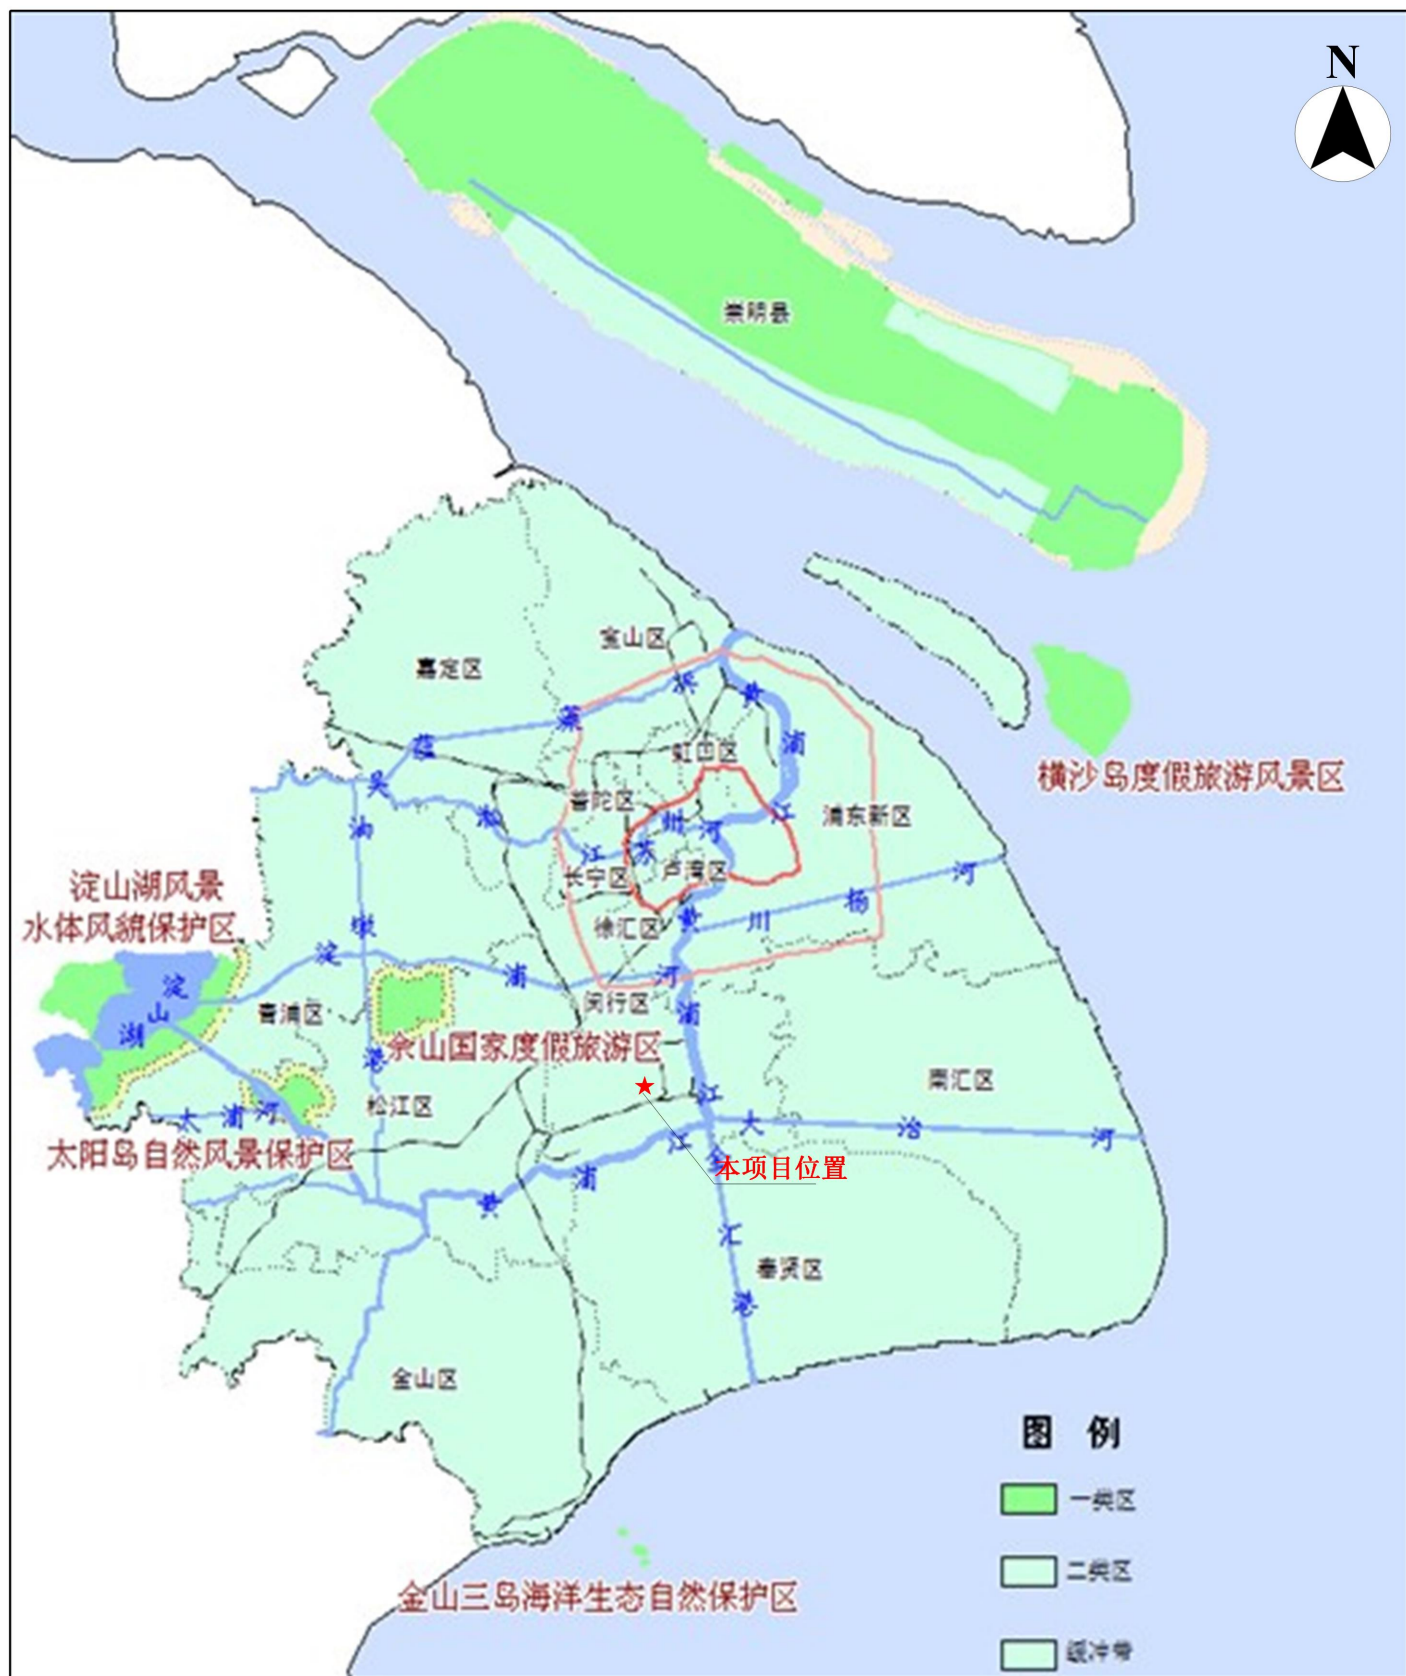 N
崇明县
宝山区
嘉定区
蕴
藻
浜
黄
浦
江
虹口区
普陀区
浦东新区
横沙岛度假旅游风景区
吴
淞
江
苏
州
河
油
墩
港
长宁区
卢湾区
徐汇区
黄
浦
江
川
杨
河
淀山湖风景
水体风貌保护区
淀
山
湖
淀
浦
河
青浦区
闵行区
佘山国家度假旅游区
南汇区
松江区
太
浦
河
太阳岛自然风景保护区
大
治
河
黄
浦
江
本项目位置
金
汇
港
奉贤区
金山区
金山三岛海洋生态自然保护区
图 例
一类区
二类区
缓冲带